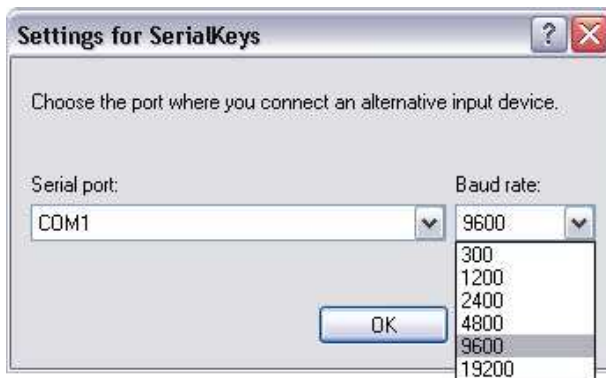 Settings for SerialKeys
Choose the port where you connect an alternative input device.
Serial port: Baud rate:
COM1 9600
300
1200
2400
4800
OK
9600
19200